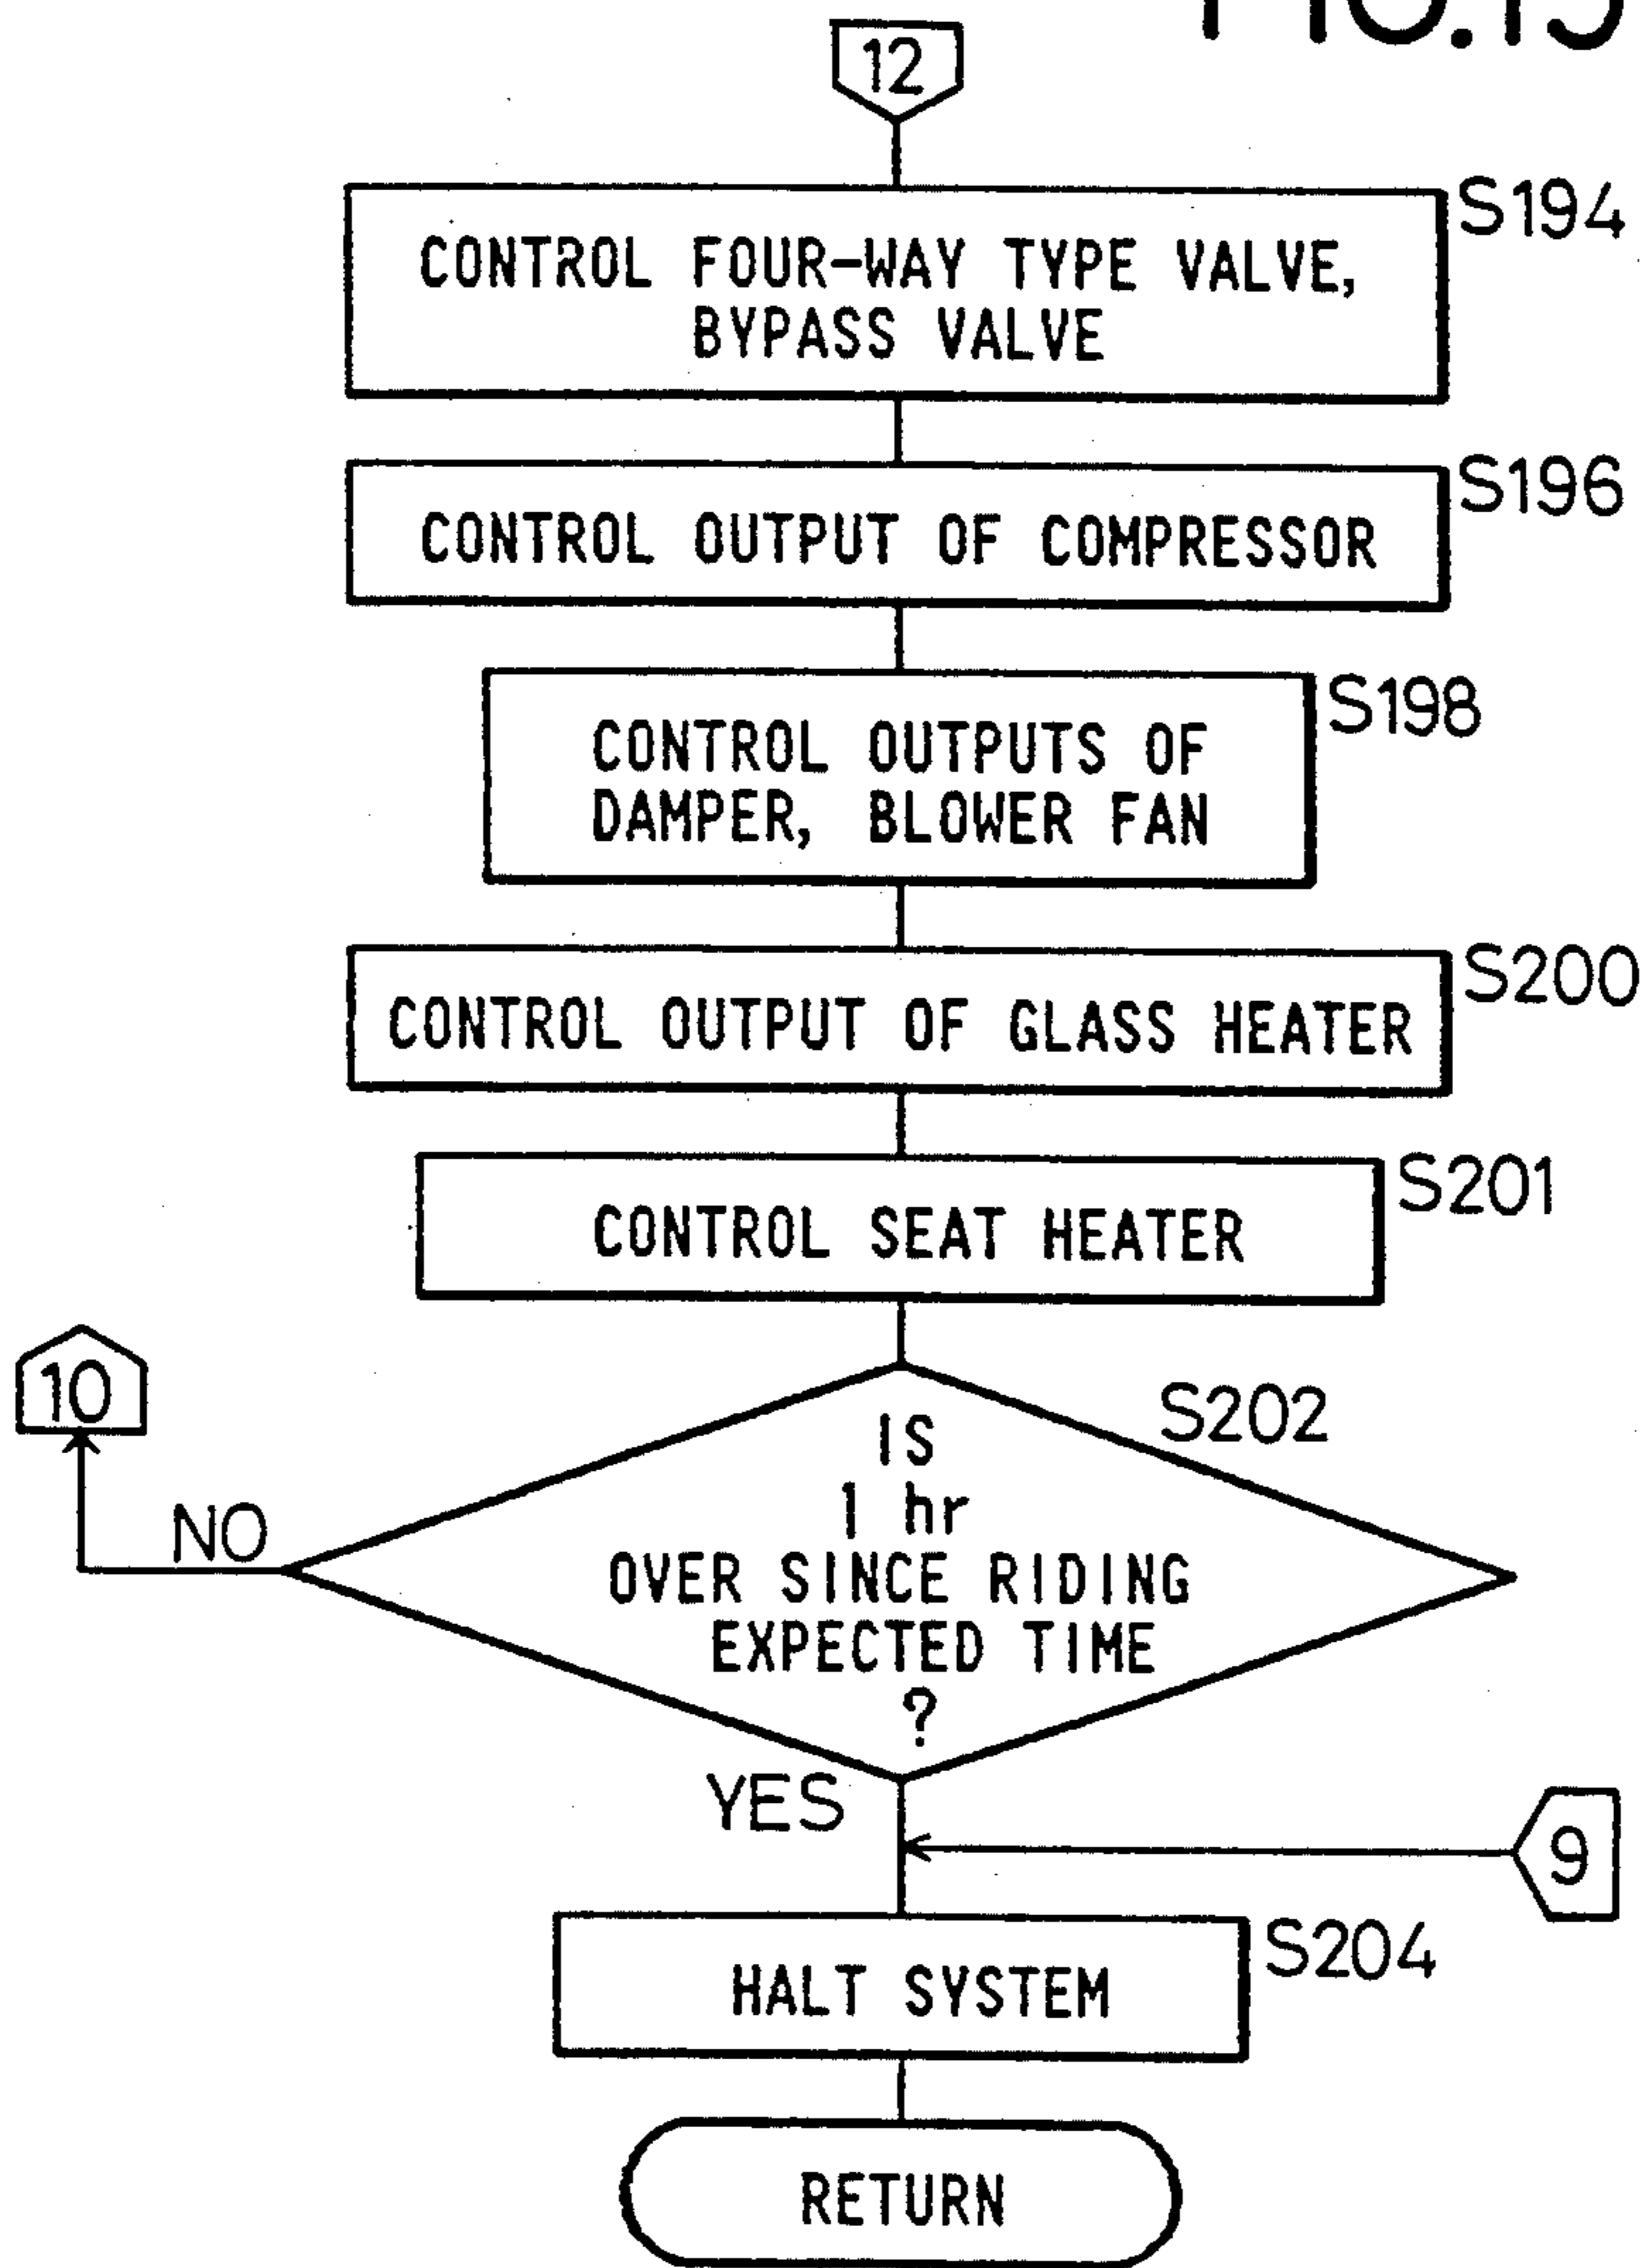 FIG.15
12
S194
CONTROL FOUR-WAY TYPE VALVE,
BYPASS VALVE
S196
CONTROL OUTPUT OF COMPRESSOR
S198
CONTROL OUTPUTS OF
DAMPER, BLOWER FAN
S200
CONTROL OUTPUT OF GLASS HEATER
S201
CONTROL SEAT HEATER
10
S202
IS
1 hr
OVER SINCE RIDING
EXPECTED TIME
?
NO
YES
9
S204
HALT SYSTEM
RETURN